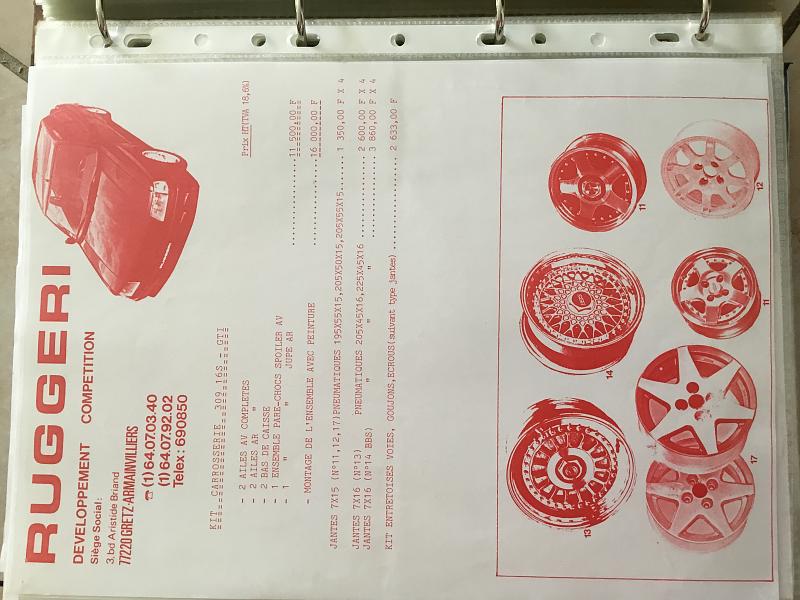 RUGGERI
DEVELOPPEMENT COMPETITION
Siège Social:
3, bd Aristide Briand
77220 GRETZ-ARMAINVILLIERS
☎ (1) 64.07.03.40
(1) 64.07.92.02
Telex: 690850
Prix HT(TVA 18,6%)
KIT CARROSSERIE 309 16S - GTI
- 2 AILES AV COMPLETES
- 2 AILES AR "
- 2 BAS DE CAISSE
- 1 ENSEMBLE PARE-CHOCS SPOILER AV
- 1 " " JUPE AR ................11 500,00 F
- MONTAGE DE L'ENSEMBLE AVEC PEINTURE ................16 000,00 F
JANTES 7X15 (N°11,12,17)PNEUMATIQUES 195X55X15,205X50X15,205X55X15...... 1 350,00 F X 4
JANTES 7X16 (N°13) PNEUMATIQUES 205X45X16,225X45X16 ................ 2 600,00 F X 4
JANTES 7X16 (N°14 BBS) " " " ................ 3 860,00 F X 4
KIT ENTRETOISES VOIES, GOUJONS,ECROUS(suivant type jantes)................ 2 633,00 F
11
12
14
11
13
17